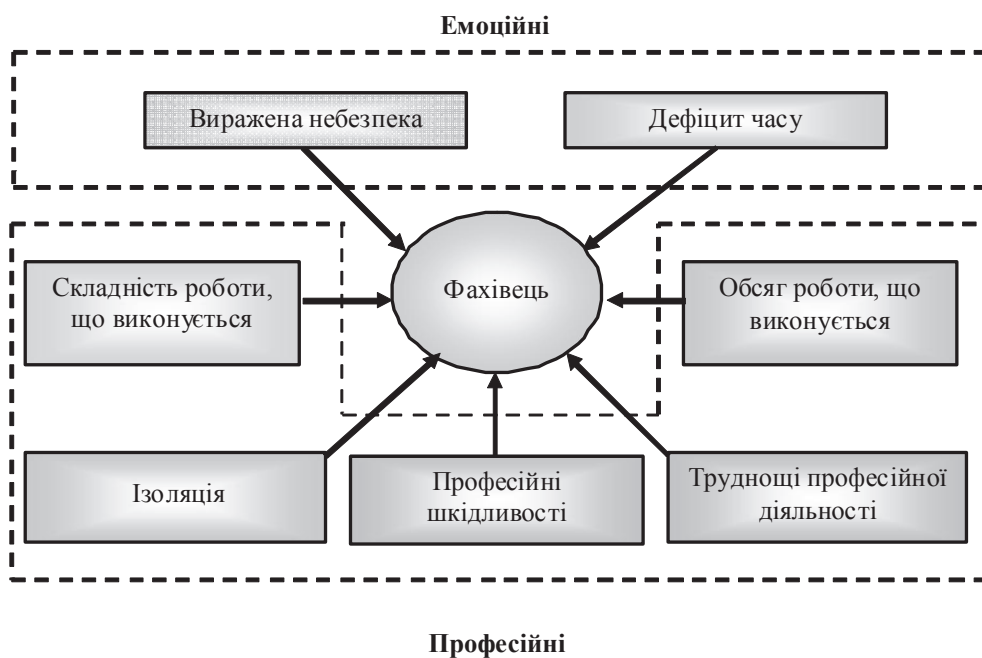 Емоційні
Виражена небезпека
Дефіцит часу
Складність роботи,
що виконується
Фахівець
Обсяг роботи, що
виконується
Ізоляція
Професійні
шкідливості
Труднощі професійної
діяльності
Професійні